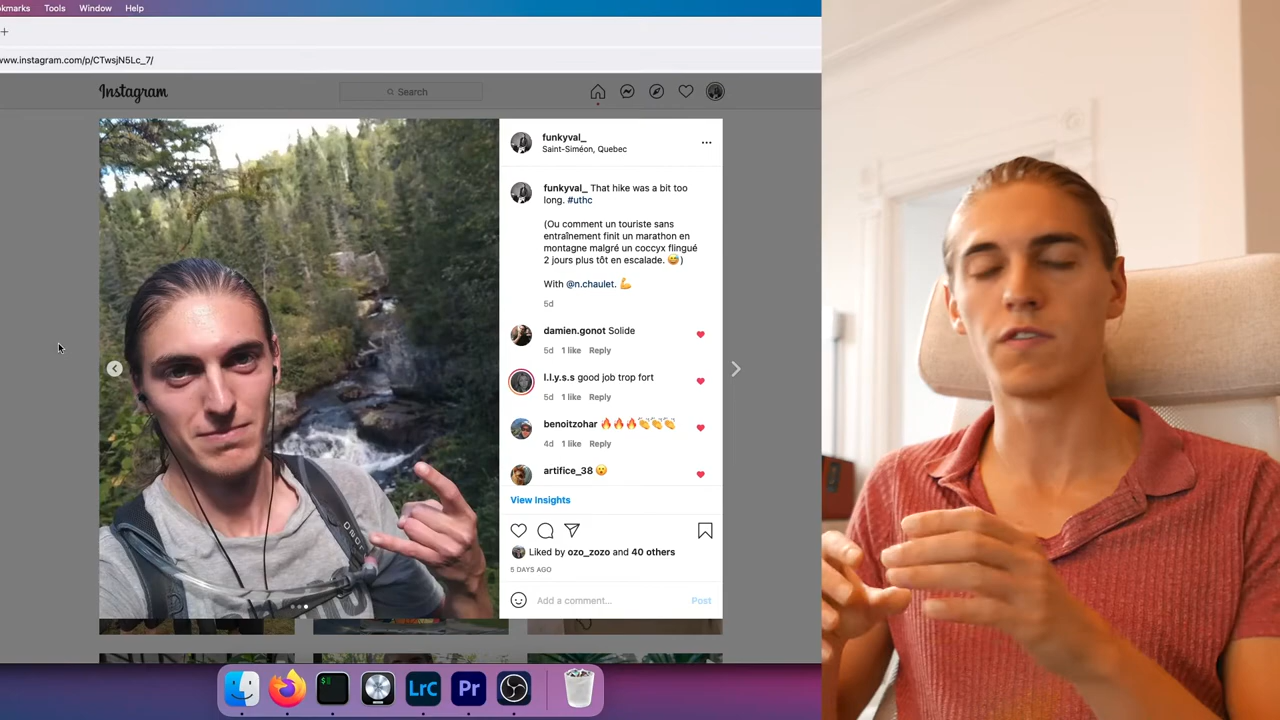 okmarks Tools Window Help
www.instagram.com/p/CTwsjN5Lc_7/
Instagram
Search
funkyval_
Saint-Siméon, Quebec
funkyval_ That hike was a bit too
long. #uthc
(Ou comment un touriste sans
entraînement finit un marathon en
montagne malgré un coccyx flingué
2 jours plus tôt en escalade. 😅)
With @n.chaulet. 💪
5d
damien.gonot Solide
5d 1 like Reply
l.l.y.s.s good job trop fort
5d 1 like Reply
benoitzohar 🔥🔥🔥👏👏👏
4d 1 like Reply
artifice_38 😮
View Insights
Liked by ozo_zozo and 40 others
5 DAYS AGO
Add a comment... Post
$
Lrc
Pr